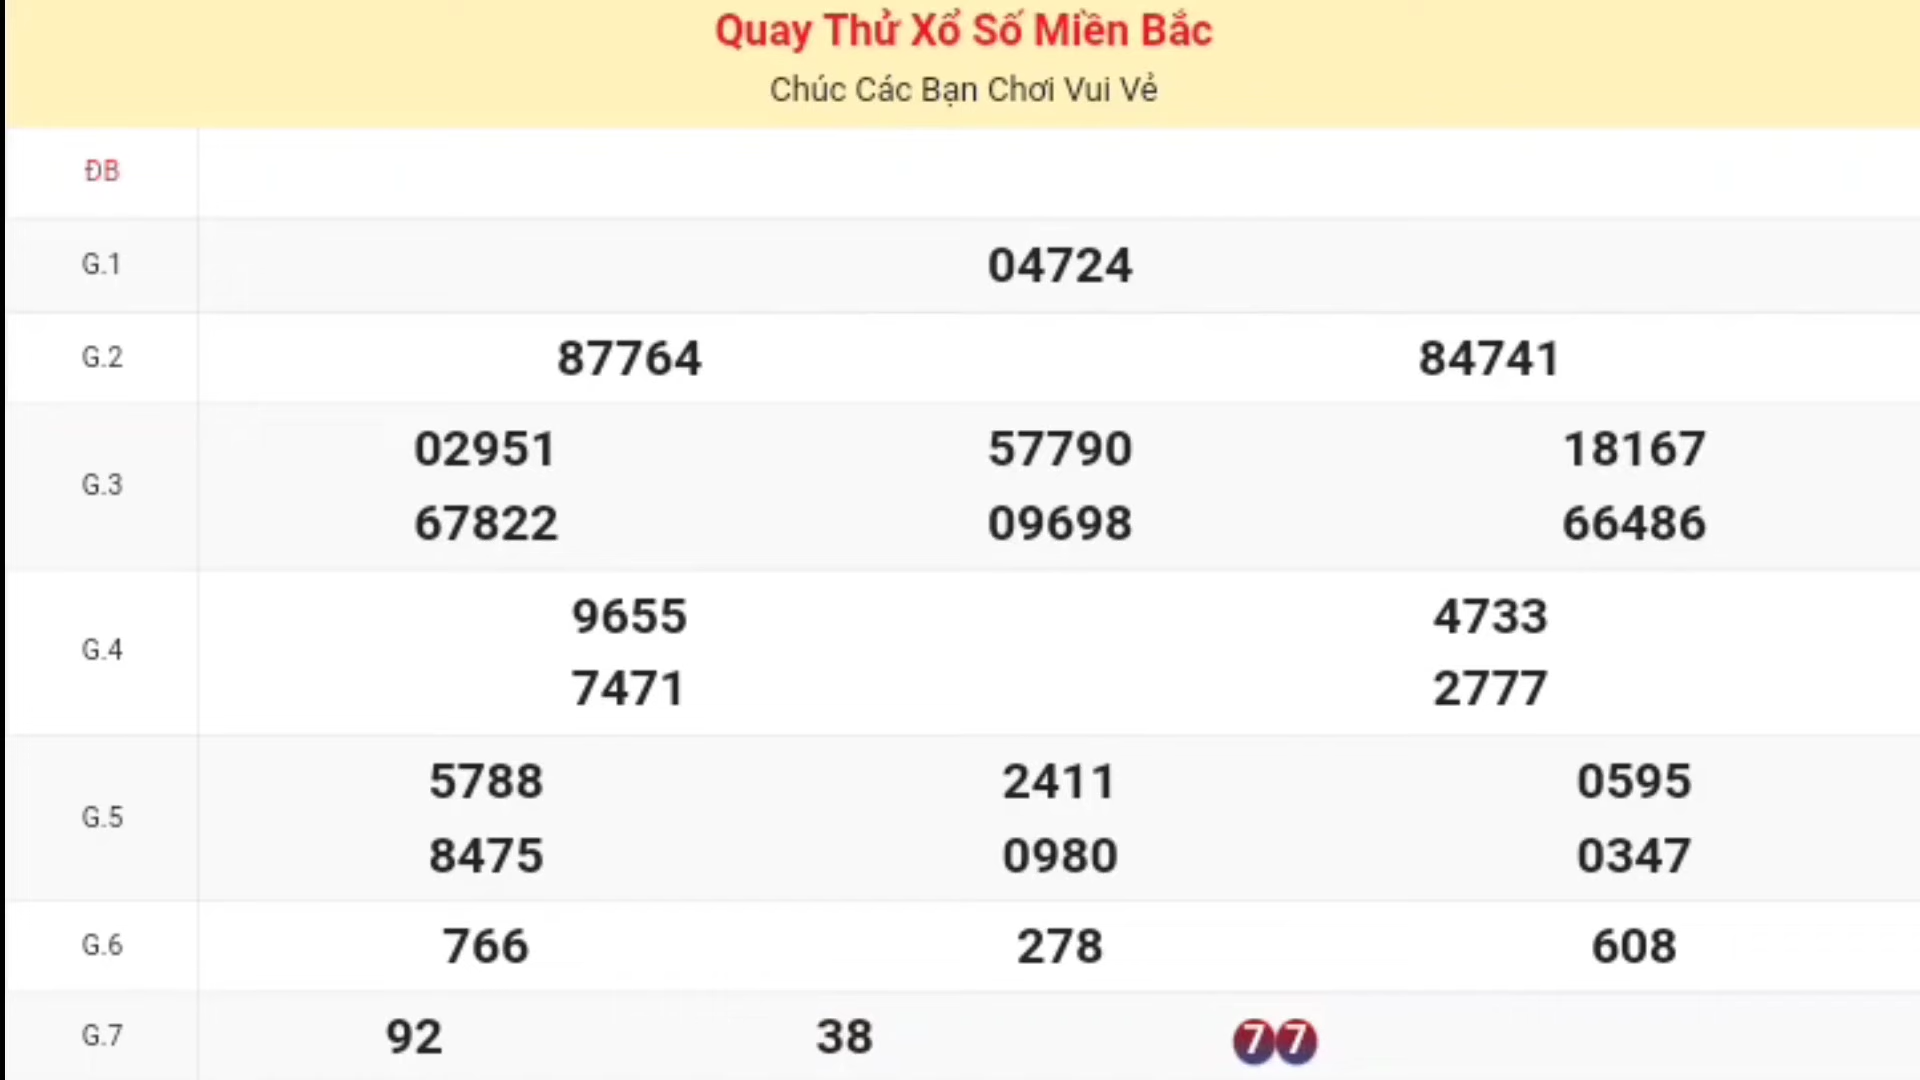 Quay Thử Xổ Số Miền Bắc
Chúc Các Bạn Chơi Vui Vẻ
ĐB
G.1 04724
G.2 87764 84741
G.3 02951 57790 18167
67822 09698 66486
G.4 9655 4733
7471 2777
G.5 5788 2411 0595
8475 0980 0347
G.6 766 278 608
G.7 92 38 77